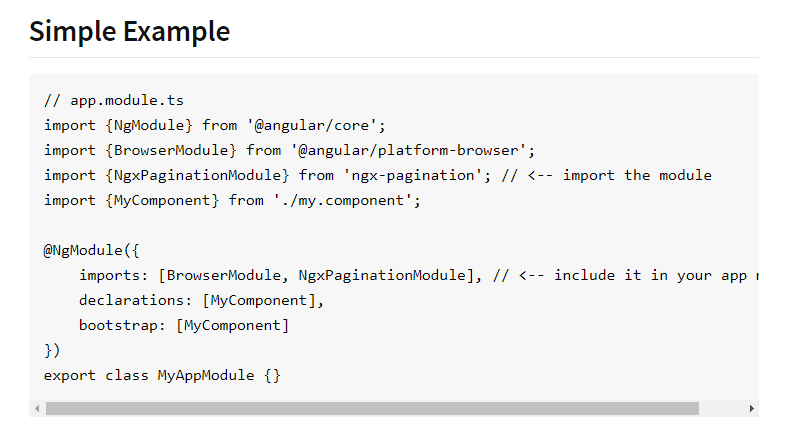 Simple Example
// app.module.ts
import {NgModule} from '@angular/core';
import {BrowserModule} from '@angular/platform-browser';
import {NgxPaginationModule} from 'ngx-pagination'; // <-- import the module
import {MyComponent} from './my.component';
@NgModule({
    imports: [BrowserModule, NgxPaginationModule], // <-- include it in your app
    declarations: [MyComponent],
    bootstrap: [MyComponent]
})
export class MyAppModule {}